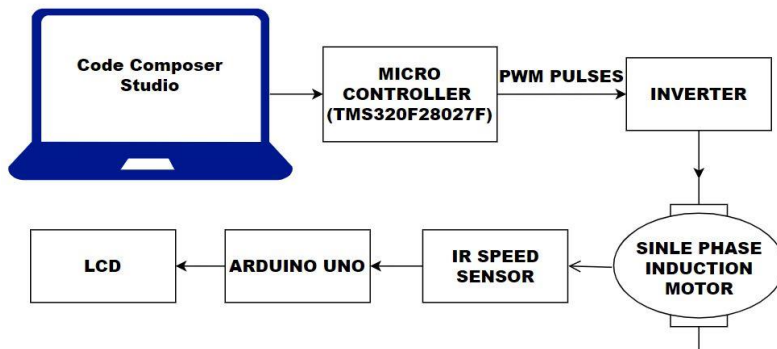 Code Composer
Studio
MICRO
CONTROLLER
(TMS320F28027F)
PWM PULSES
INVERTER
LCD
ARDUINO UNO
IR SPEED
SENSOR
SINLE PHASE
INDUCTION
MOTOR